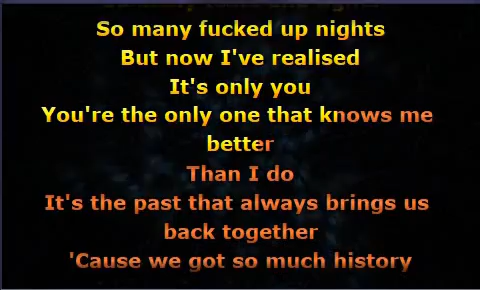 So many fucked up nights
But now I've realised
It's only you
You're the only one that knows me
better
Than I do
It's the past that always brings us
back together
'Cause we got so much history